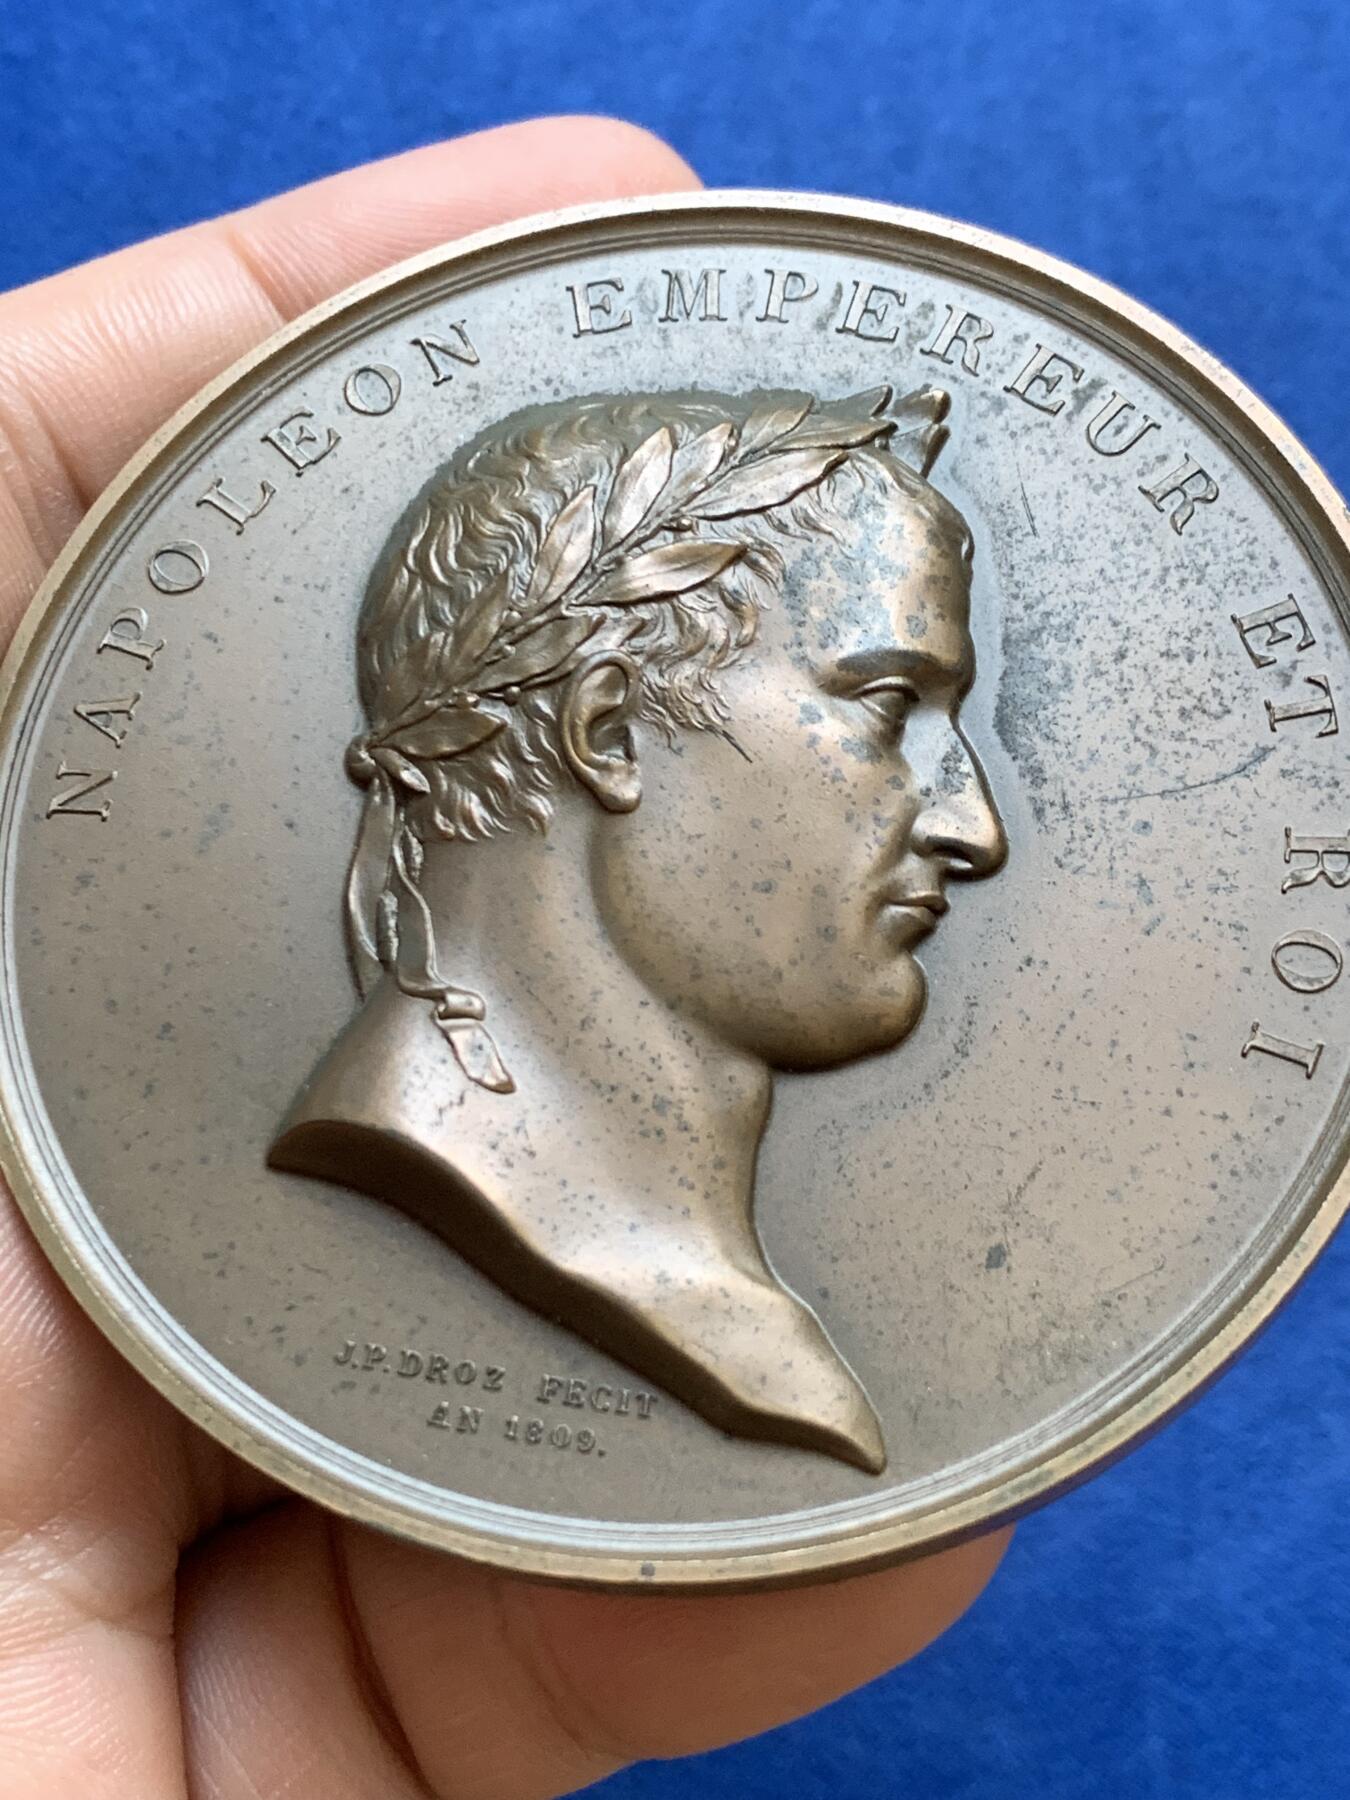 NAPOLEON EMPEREUR ET ROI
J.P.DROZ FECIT
AN 1809.